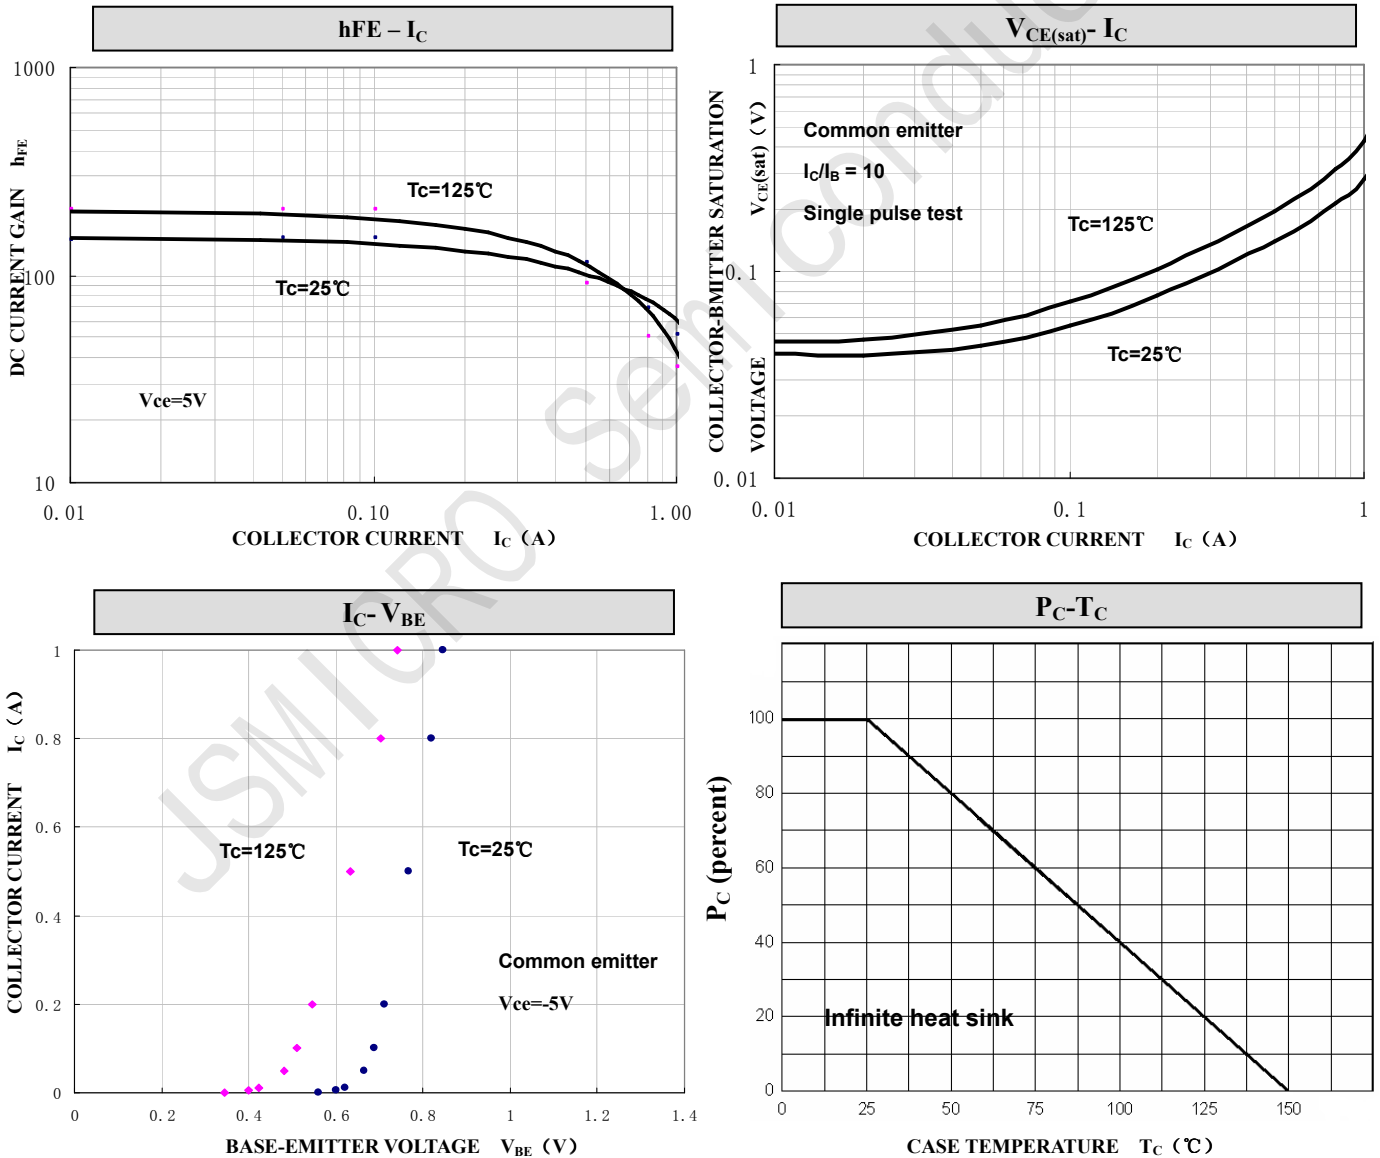 hFE – IC
1000
100
10
0.01
0.10
1.00
DC CURRENT GAIN hFE
Tc=125℃
Tc=25℃
Vce=5V
COLLECTOR CURRENT IC（A）
VCE(sat)- IC
1
0.1
0.01
0.01
0.1
1
COLLECTOR-BMITTER SATURATION
VOLTAGE VCE(sat)（V）
Common emitter
IC/IB = 10
Single pulse test
Tc=125℃
Tc=25℃
COLLECTOR CURRENT IC（A）
IC- VBE
1
0.8
0.6
0.4
0.2
0
0
0.2
0.4
0.6
0.8
1
1.2
1.4
COLLECTOR CURRENT IC（A）
Tc=125℃
Tc=25℃
Common emitter
Vce=-5V
BASE-EMITTER VOLTAGE VBE（V）
PC-TC
100
80
60
40
20
0
0
25
50
75
100
125
150
PC (percent)
Infinite heat sink
CASE TEMPERATURE TC（℃）